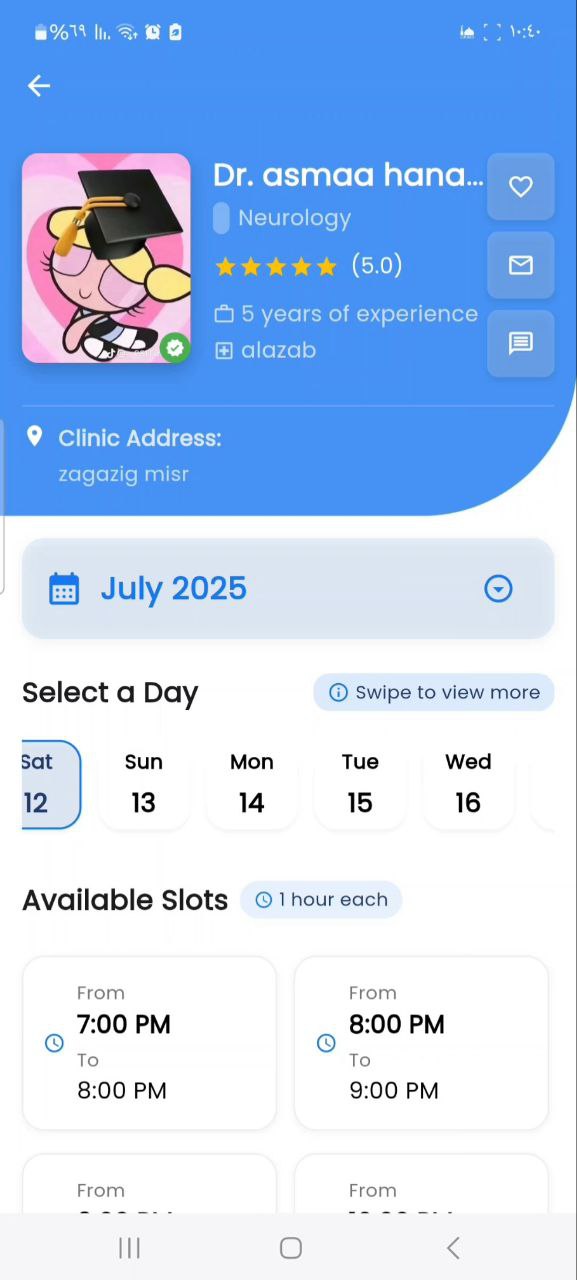 %٦٩
١٠:٤٠
Dr. asmaa hana...
Neurology
(5.0)
5 years of experience
alazab
Clinic Address:
zagazig misr
July 2025
Select a Day
Swipe to view more
Sat Sun Mon Tue Wed
12 13 14 15 16
Available Slots
1 hour each
From From
7:00 PM 8:00 PM
To To
8:00 PM 9:00 PM
From From